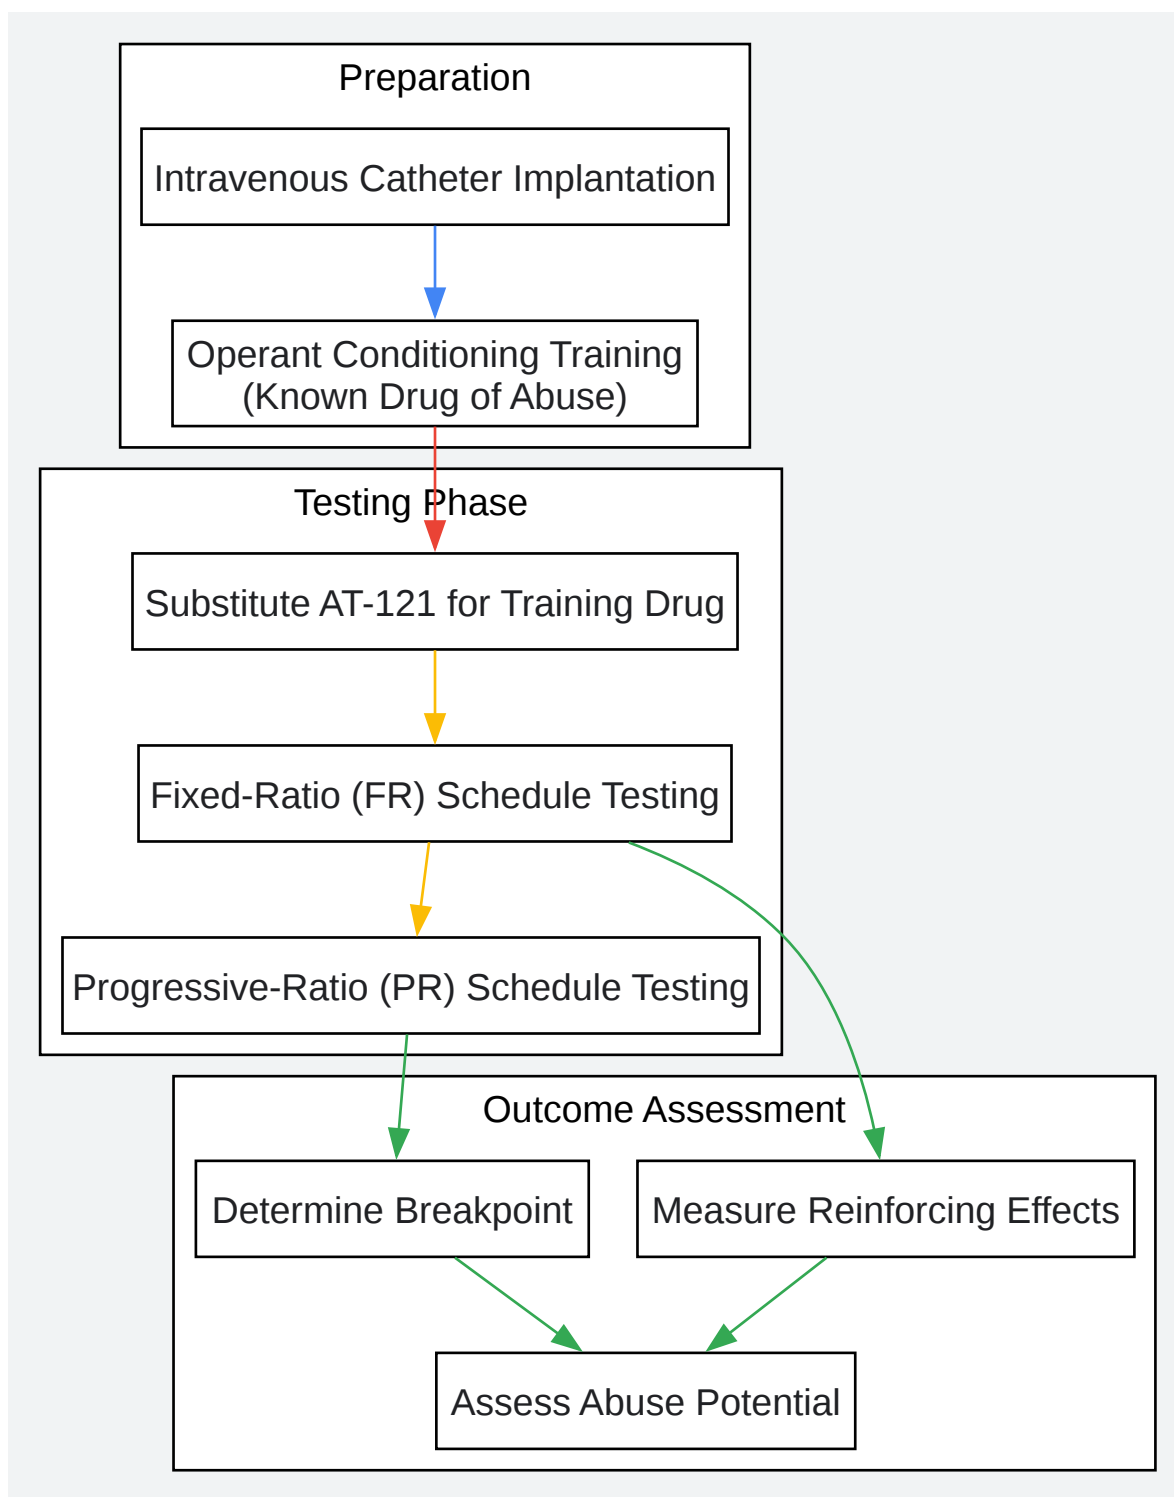 Preparation
Intravenous Catheter Implantation
Operant Conditioning Training
(Known Drug of Abuse)
Testing Phase
Substitute AT-121 for Training Drug
Fixed-Ratio (FR) Schedule Testing
Progressive-Ratio (PR) Schedule Testing
Outcome Assessment
Determine Breakpoint
Measure Reinforcing Effects
Assess Abuse Potential